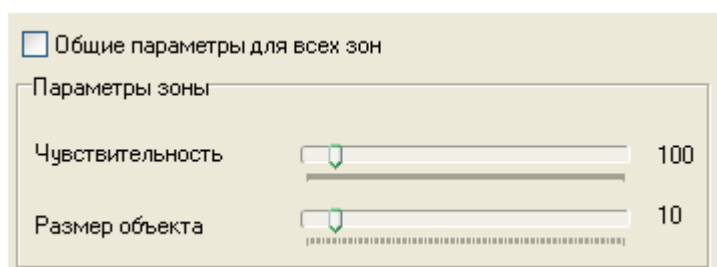 Общие параметры для всех зон
Параметры зоны
Чувствительность 100
Размер объекта 10